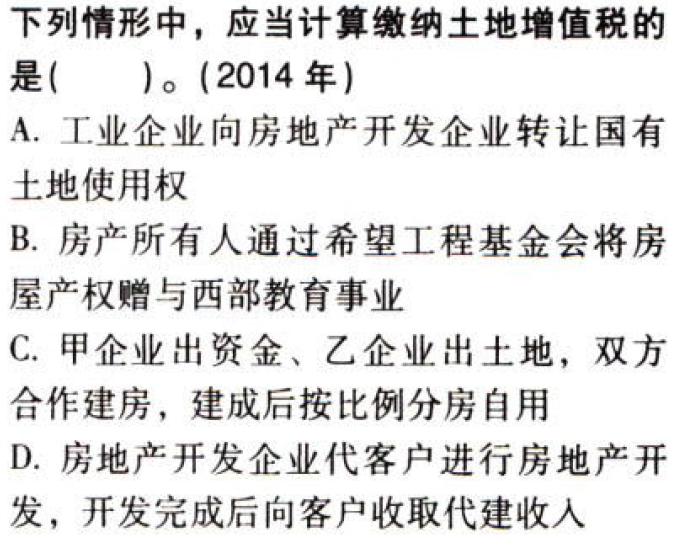 下列情形中，应当计算缴纳土地增值税的
是(　　)。(2014 年)
A. 工业企业向房地产开发企业转让国有
土地使用权
B. 房产所有人通过希望工程基金会将房
屋产权赠与西部教育事业
C. 甲企业出资金、乙企业出土地，双方
合作建房，建成后按比例分房自用
D. 房地产开发企业代客户进行房地产开
发，开发完成后向客户收取代建收入